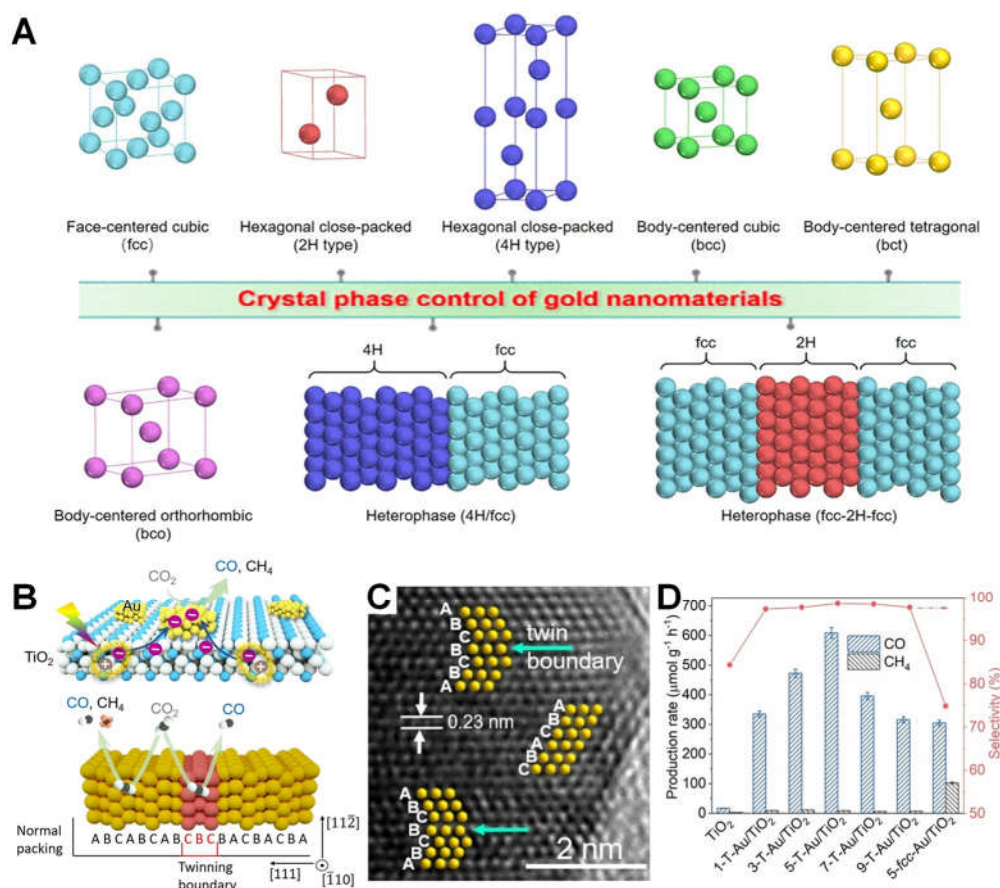 A
Face-centered cubic
(fcc)
Hexagonal close-packed
(2H type)
Hexagonal close-packed
(4H type)
Body-centered cubic
(bcc)
Body-centered tetragonal
(bct)
Crystal phase control of gold nanomaterials
Body-centered orthorhombic
(bco)
4H fcc
Heterophase (4H/fcc)
fcc 2H fcc
Heterophase (fcc-2H-fcc)
B
CO₂
CO, CH₄
Au
TiO₂
CO, CH₄
CO₂
CO
Normal
packing
A B C A B C A B C B C B A C B A C B A
Twinning
boundary
[112̄]
[111]
[1̄10]
C
A
B
C
B
C
B
A
twin
boundary
0.23 nm
A
B
C
A
B
C
A
B
C
B
C
B
A
2 nm
D
Production rate (μmol g⁻¹ h⁻¹)
700
600
500
400
300
200
100
0
CO
CH₄
100
90
80
70
60
50
Selectivity (%)
TiO₂
1-T-Au/TiO₂
3-T-Au/TiO₂
5-T-Au/TiO₂
7-T-Au/TiO₂
9-T-Au/TiO₂
5-fcc-Au/TiO₂